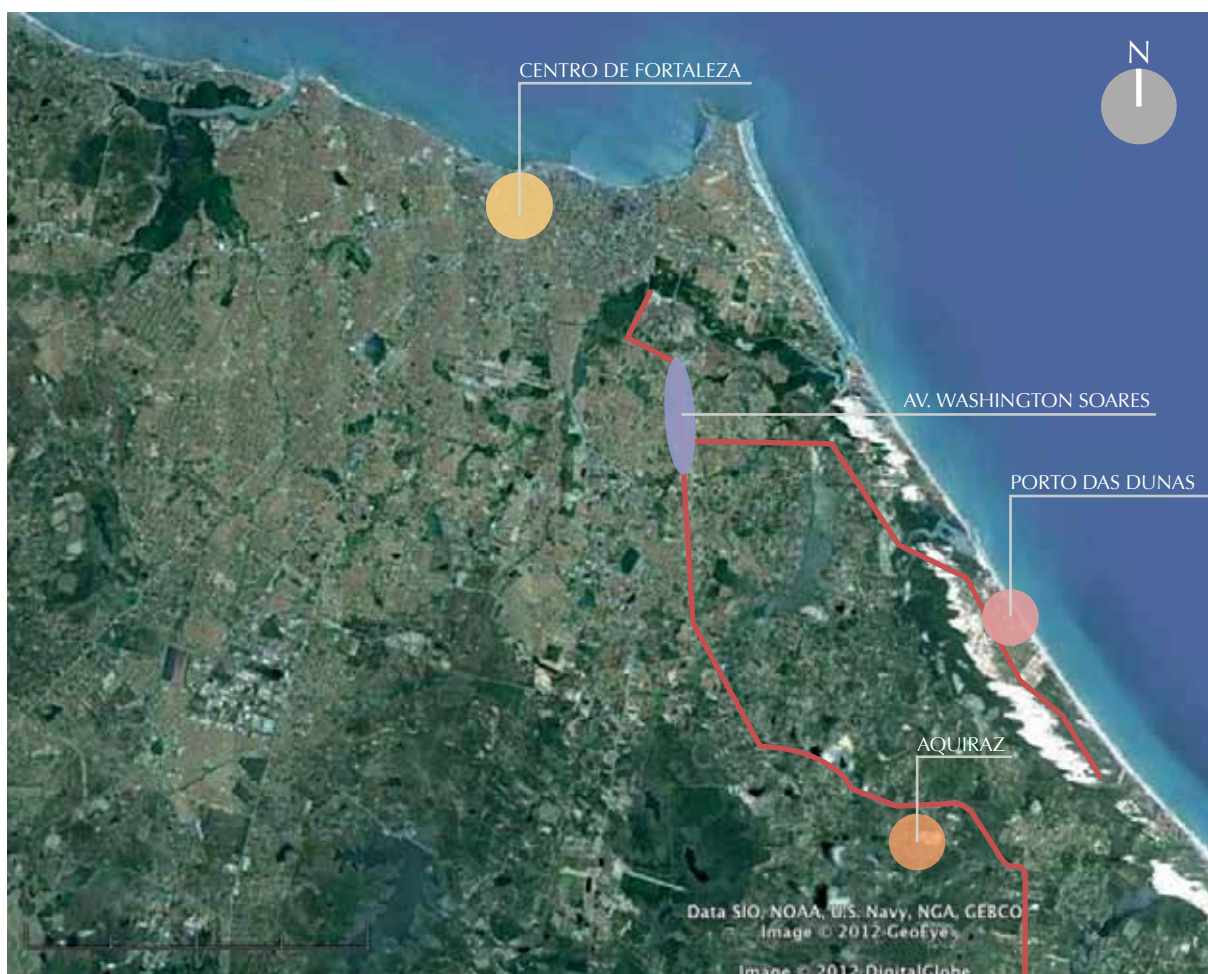 N
CENTRO DE FORTALEZA
AV. WASHINGTON SOARES
PORTO DAS DUNAS
AQUIRAZ
Data SIO, NOAA, U.S. Navy, NGA, GEBCO
Image © 2012 GeoEye
Image © 2012 DigitalGlobe